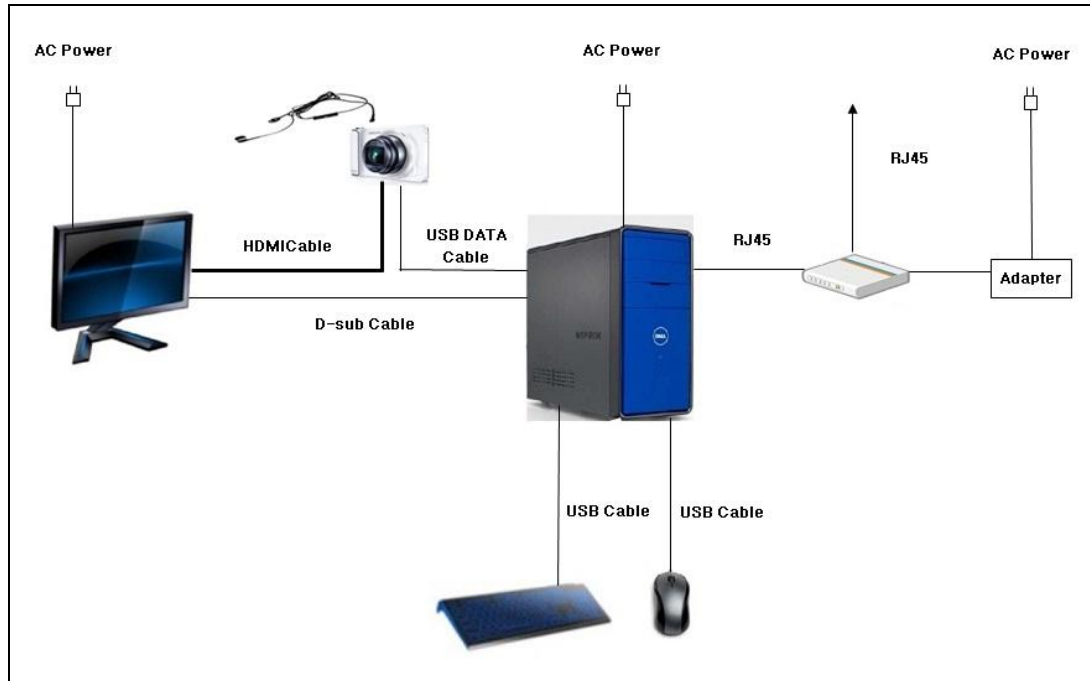 AC Power
AC Power
AC Power
RJ45
HDMICable
USB DATA
Cable
RJ45
Adapter
D-sub Cable
DELL
USB Cable
USB Cable